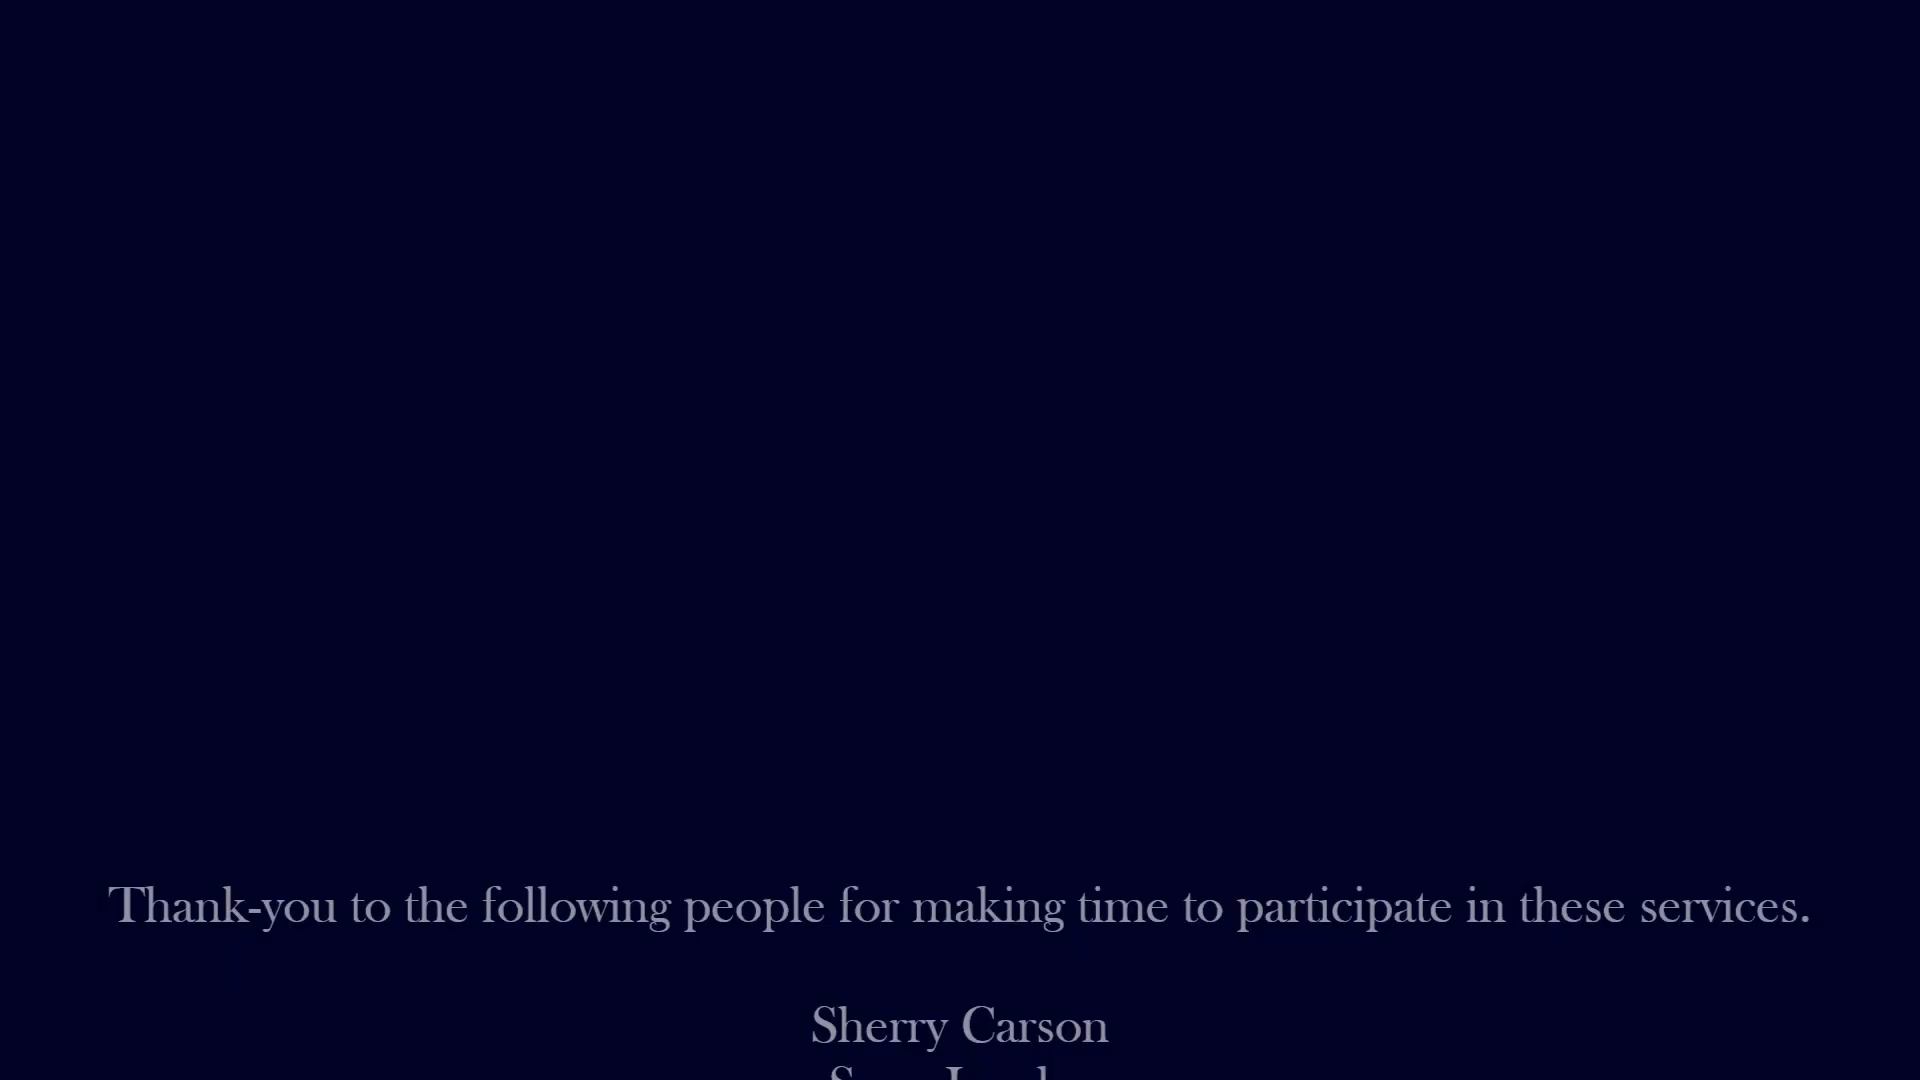 Thank-you to the following people for making time to participate in these services.
Sherry Carson